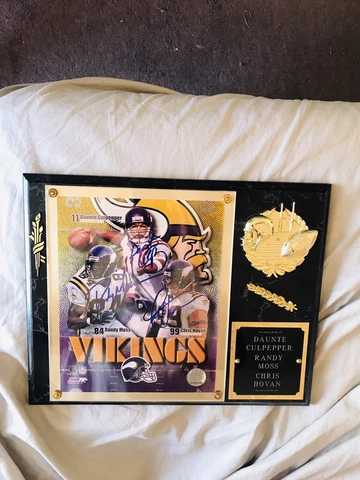 11 Daunte Culpepper
84 Randy Moss
99 Chris Hovan
VIKINGS
DAUNTE
CULPEPPER
RANDY
MOSS
CHRIS
HOVAN